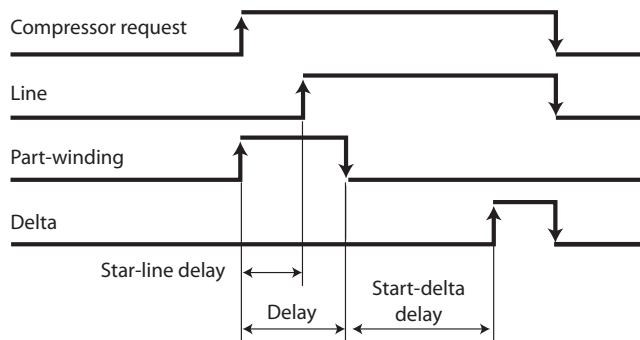 Compressor request
Line
Part-winding
Delta
Star-line delay
Delay
Start-delta
delay